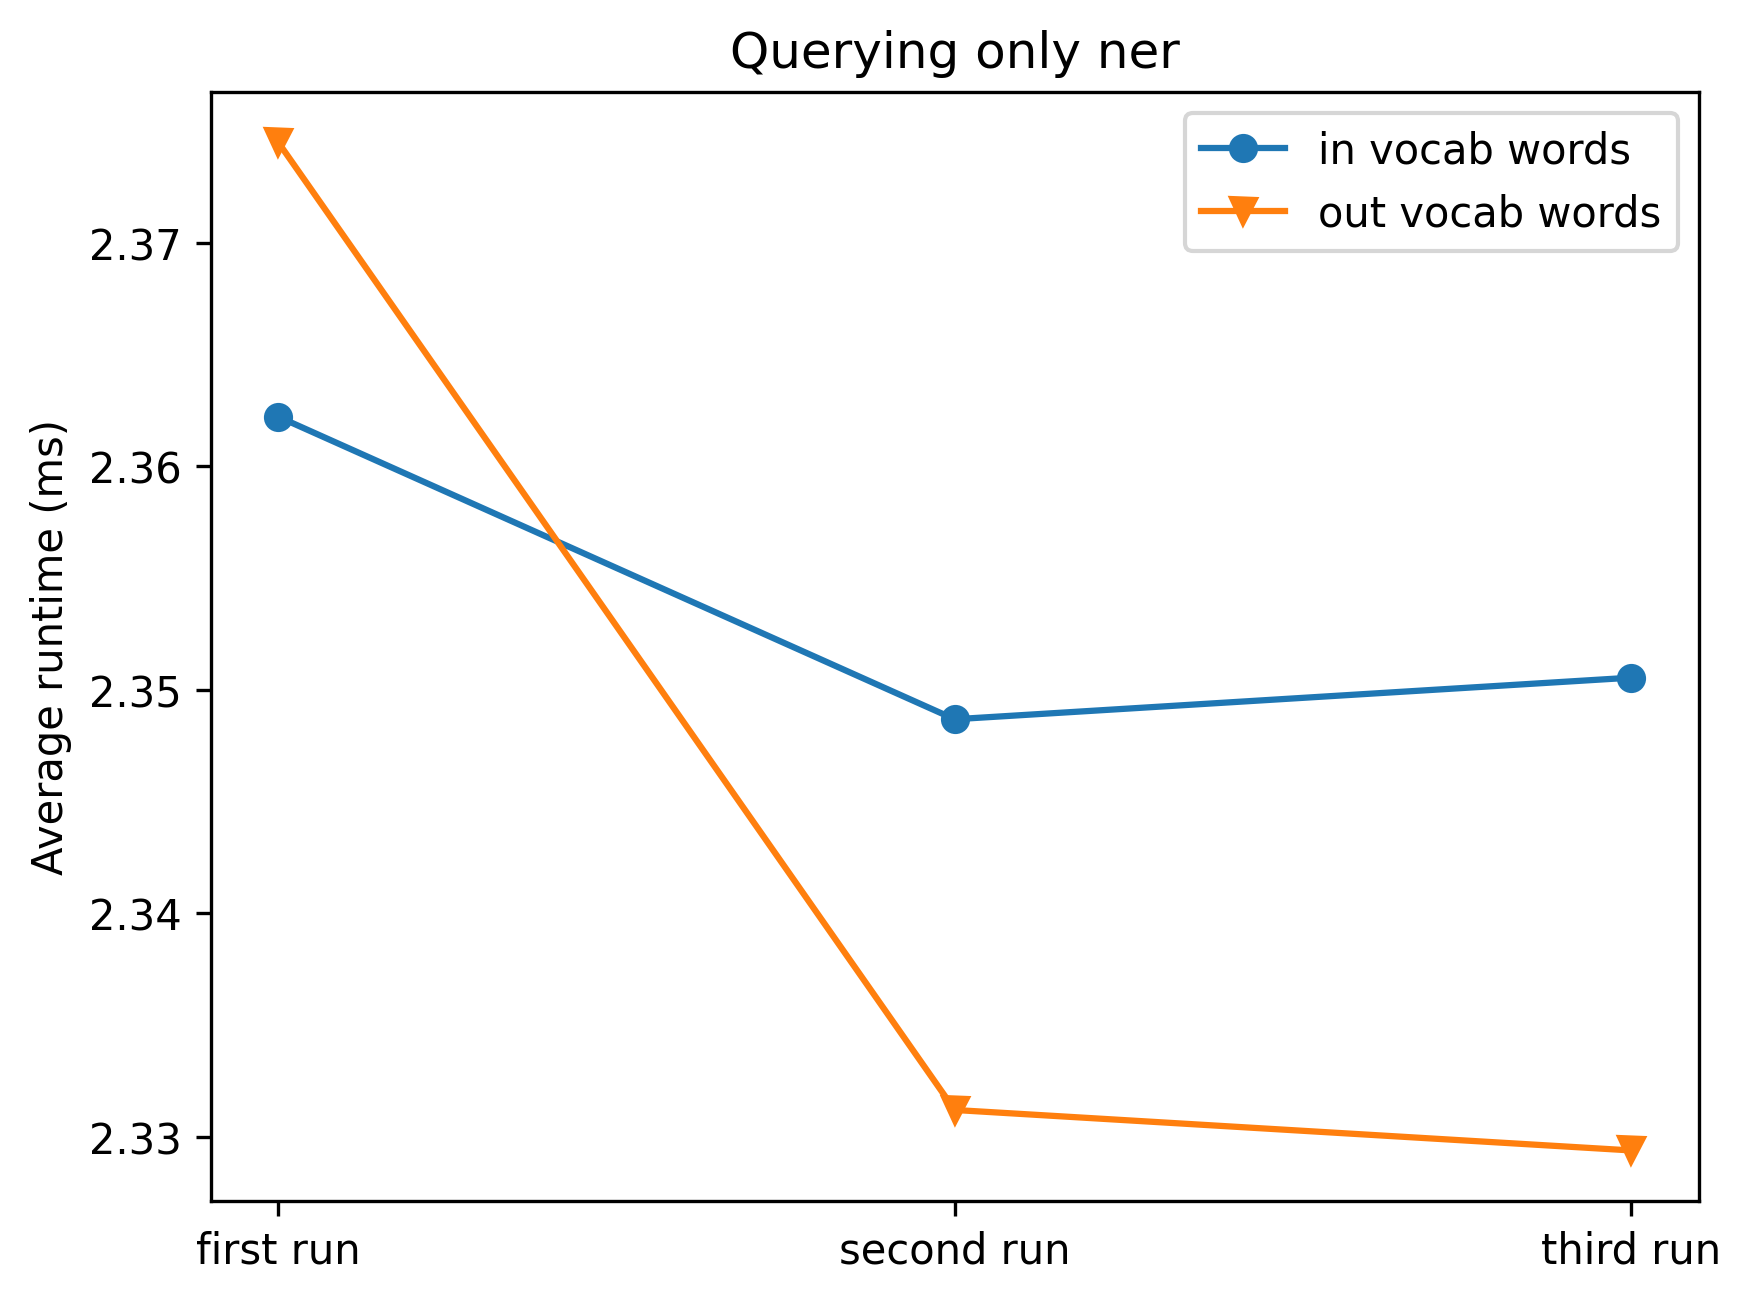 Querying only ner
in vocab words
out vocab words
Average runtime (ms)
2.37
2.36
2.35
2.34
2.33
first run
second run
third run